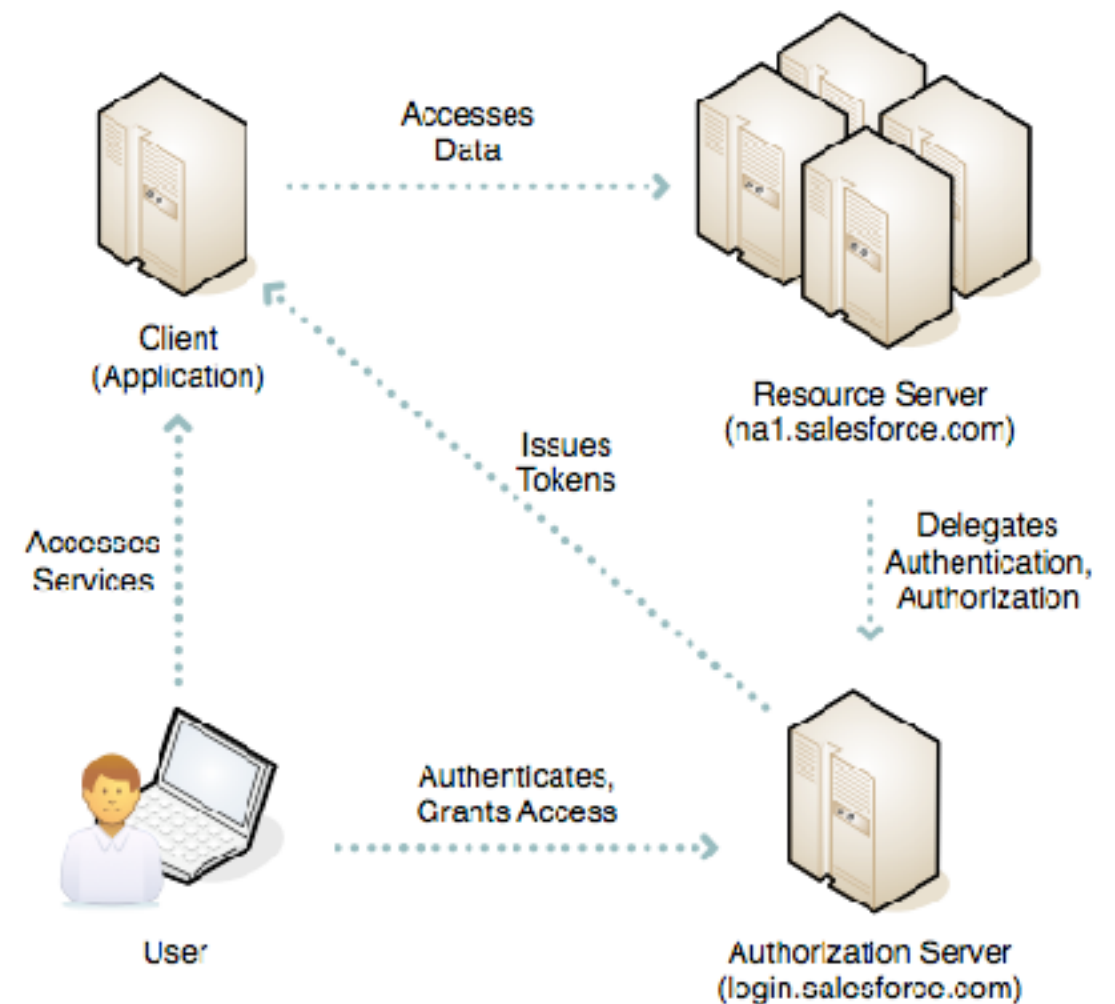 Accesses
Data
Client
(Application)
Resource Server
(na1.salesforce.com)
Issues
Tokens
Delegates
Authentication,
Authorization
Accesses
Services
Authenticates,
Grants Access
User
Authorization Server
(login.salesforce.com)